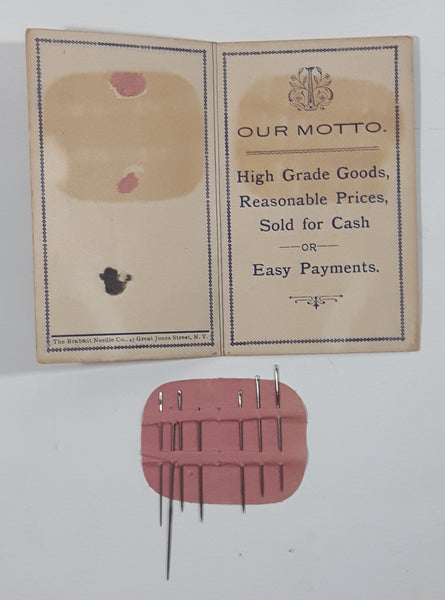 The Brabant Needle Co., 47 Great Jones Street, N. Y.
OUR MOTTO.
High Grade Goods,
Reasonable Prices,
Sold for Cash
OR
Easy Payments.